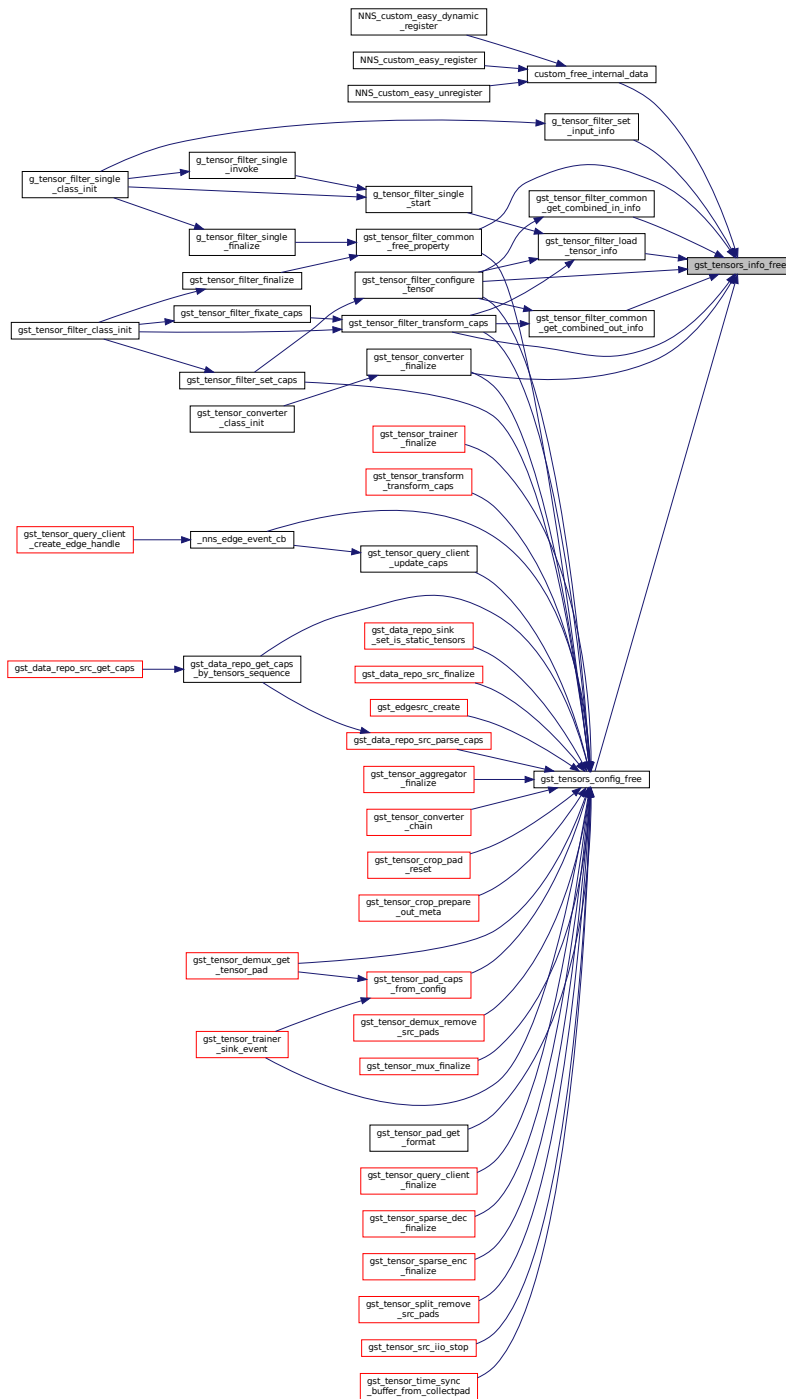 NNS_custom_easy_dynamic
_register
NNS_custom_easy_register
custom_free_internal_data
NNS_custom_easy_unregister
g_tensor_filter_set
_input_info
g_tensor_filter_single
_invoke
g_tensor_filter_single
_class_init
g_tensor_filter_single
_start
gst_tensor_filter_common
_get_combined_in_info
g_tensor_filter_single
_finalize
gst_tensor_filter_common
_free_property
gst_tensor_filter_load
_tensor_info
gst_tensors_info_free
gst_tensor_filter_finalize
gst_tensor_filter_configure
_tensor
gst_tensor_filter_fixate_caps
gst_tensor_filter_class_init
gst_tensor_filter_transform_caps
gst_tensor_filter_common
_get_combined_out_info
gst_tensor_converter
_finalize
gst_tensor_filter_set_caps
gst_tensor_converter
_class_init
gst_tensor_trainer
_finalize
gst_tensor_transform
_transform_caps
gst_tensor_query_client
_create_edge_handle
_nns_edge_event_cb
gst_tensor_query_client
_update_caps
gst_data_repo_sink
_set_is_static_tensors
gst_data_repo_src_get_caps
gst_data_repo_get_caps
_by_tensors_sequence
gst_data_repo_src_finalize
gst_edgesrc_create
gst_data_repo_src_parse_caps
gst_tensor_aggregator
_finalize
gst_tensors_config_free
gst_tensor_converter
_chain
gst_tensor_crop_pad
_reset
gst_tensor_crop_prepare
_out_meta
gst_tensor_demux_get
_tensor_pad
gst_tensor_pad_caps
_from_config
gst_tensor_demux_remove
_src_pads
gst_tensor_trainer
_sink_event
gst_tensor_mux_finalize
gst_tensor_pad_get
_format
gst_tensor_query_client
_finalize
gst_tensor_sparse_dec
_finalize
gst_tensor_sparse_enc
_finalize
gst_tensor_split_remove
_src_pads
gst_tensor_src_iio_stop
gst_tensor_time_sync
_buffer_from_collectpad